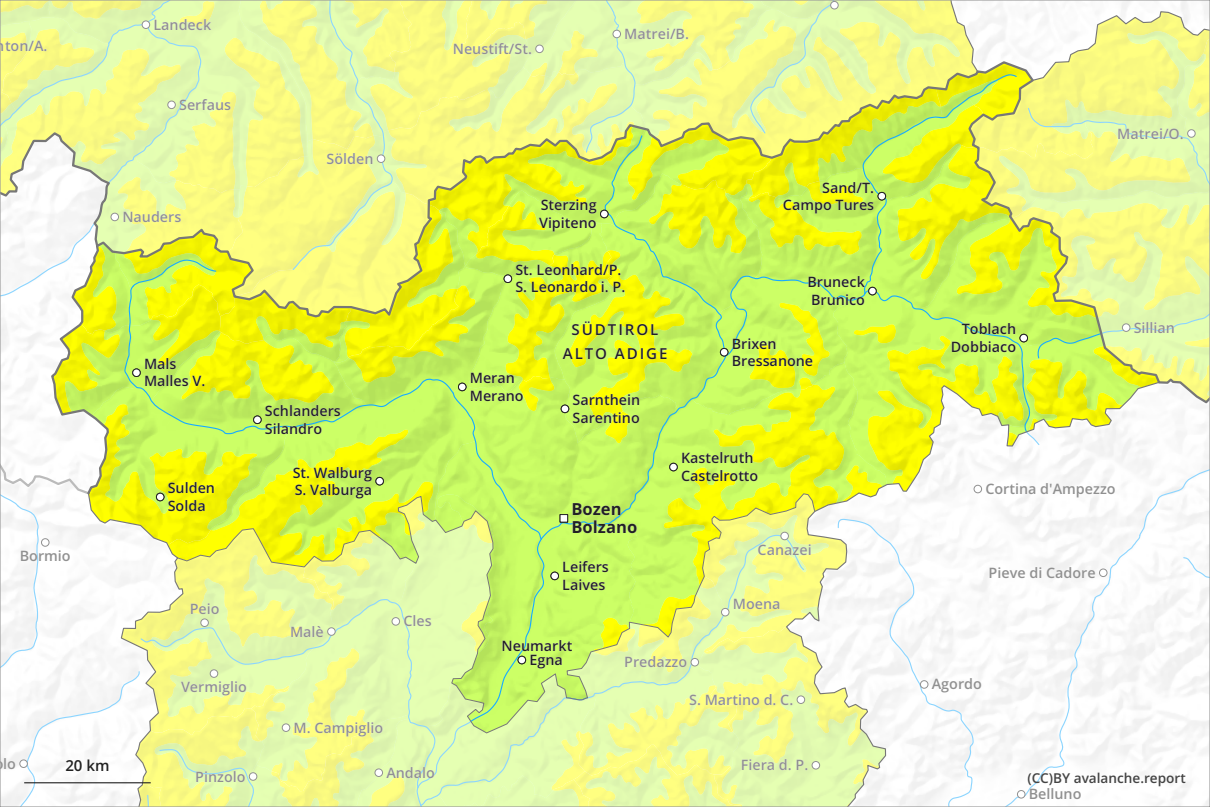 Landeck
Matrei/B.
Neustift/St.
nton/A.
Serfaus
Matrei/O.
Sölden
Sand/T.
Campo Tures
Nauders
Sterzing
Vipiteno
St. Leonhard/P.
S. Leonardo i. P.
Bruneck
Brunico
SÜDTIROL
ALTO ADIGE
Toblach
Dobbiaco
Sillian
Brixen
Bressanone
Mals
Malles V.
Meran
Merano
Sarnthein
Sarentino
Schlanders
Silandro
Kastelruth
Castelrotto
St. Walburg
S. Valburga
Sulden
Solda
Cortina d'Ampezzo
Bozen
Bolzano
Bormio
Canazei
Leifers
Laives
Pieve di Cadore
Peio
Moena
Cles
Malè
Neumarkt
Egna
Predazzo
Vermiglio
Agordo
S. Martino d. C.
M. Campiglio
olo
20 km
Pinzolo
Andalo
Fiera d. P.
(CC)BY avalanche.report
Belluno